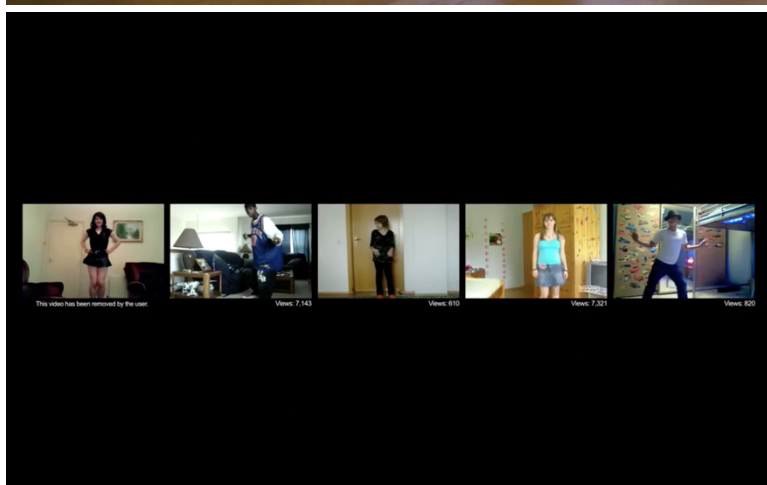 This video has been removed by the user.
Views: 7,143
Views: 610
Views: 7,321
Views: 820